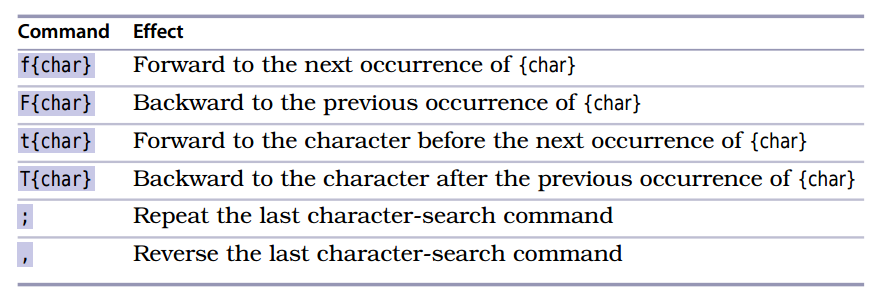 Command Effect
f{char} Forward to the next occurrence of {char}
F{char} Backward to the previous occurrence of {char}
t{char} Forward to the character before the next occurrence of {char}
T{char} Backward to the character after the previous occurrence of {char}
; Repeat the last character-search command
, Reverse the last character-search command